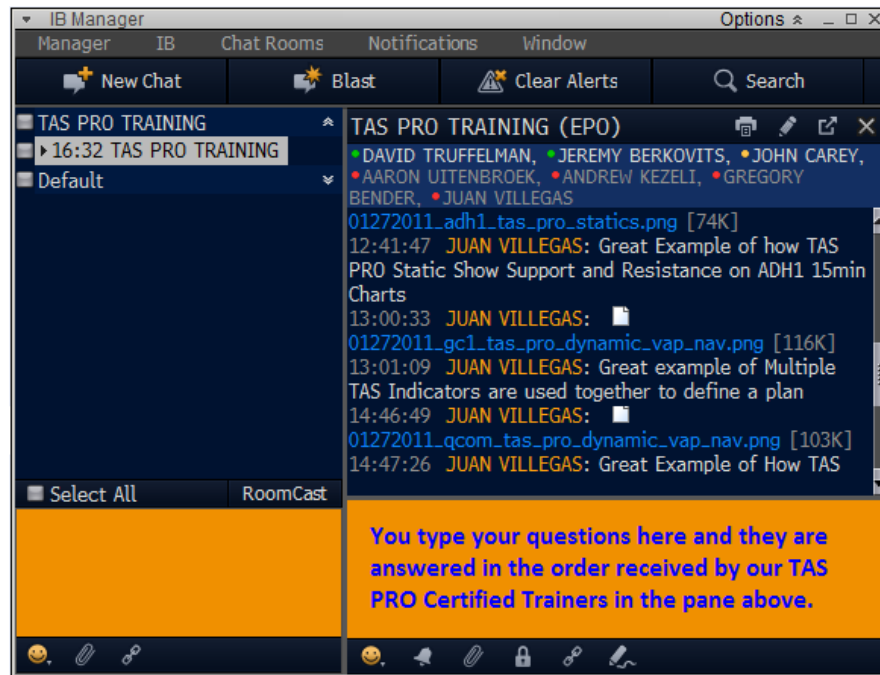 IB Manager Options
Manager IB Chat Rooms Notifications Window
New Chat Blast Clear Alerts Search
TAS PRO TRAINING
16:32 TAS PRO TRAINING
Default
Select All RoomCast
TAS PRO TRAINING (EPO)
DAVID TRUFFELMAN, JEREMY BERKOVITS, JOHN CAREY,
AARON UITENBROEK, ANDREW KEZELI, GREGORY
BENDER, JUAN VILLEGAS
01272011_adh1_tas_pro_statics.png [74K]
12:41:47 JUAN VILLEGAS: Great Example of how TAS
PRO Static Show Support and Resistance on ADH1 15min
Charts
13:00:33 JUAN VILLEGAS:
01272011_gc1_tas_pro_dynamic_vap_nav.png [116K]
13:01:09 JUAN VILLEGAS: Great example of Multiple
TAS Indicators are used together to define a plan
14:46:49 JUAN VILLEGAS:
01272011_qcom_tas_pro_dynamic_vap_nav.png [103K]
14:47:26 JUAN VILLEGAS: Great Example of How TAS
You type your questions here and they are
answered in the order received by our TAS
PRO Certified Trainers in the pane above.